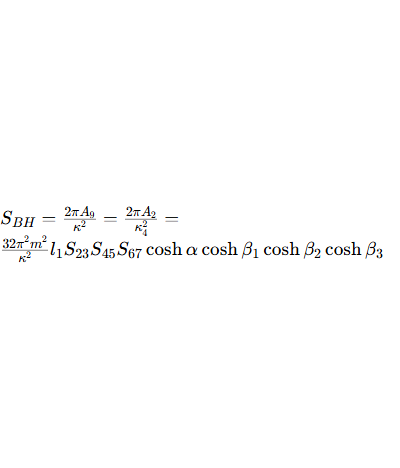 $S_{BH} = \frac{2\pi A_9}{\kappa^2} = \frac{2\pi A_2}{\kappa_4^2} =$
$\frac{32\pi^2 m^2}{\kappa^2} l_1 S_{23} S_{45} S_{67} \cosh \alpha \cosh \beta_1 \cosh \beta_2 \cosh \beta_3$